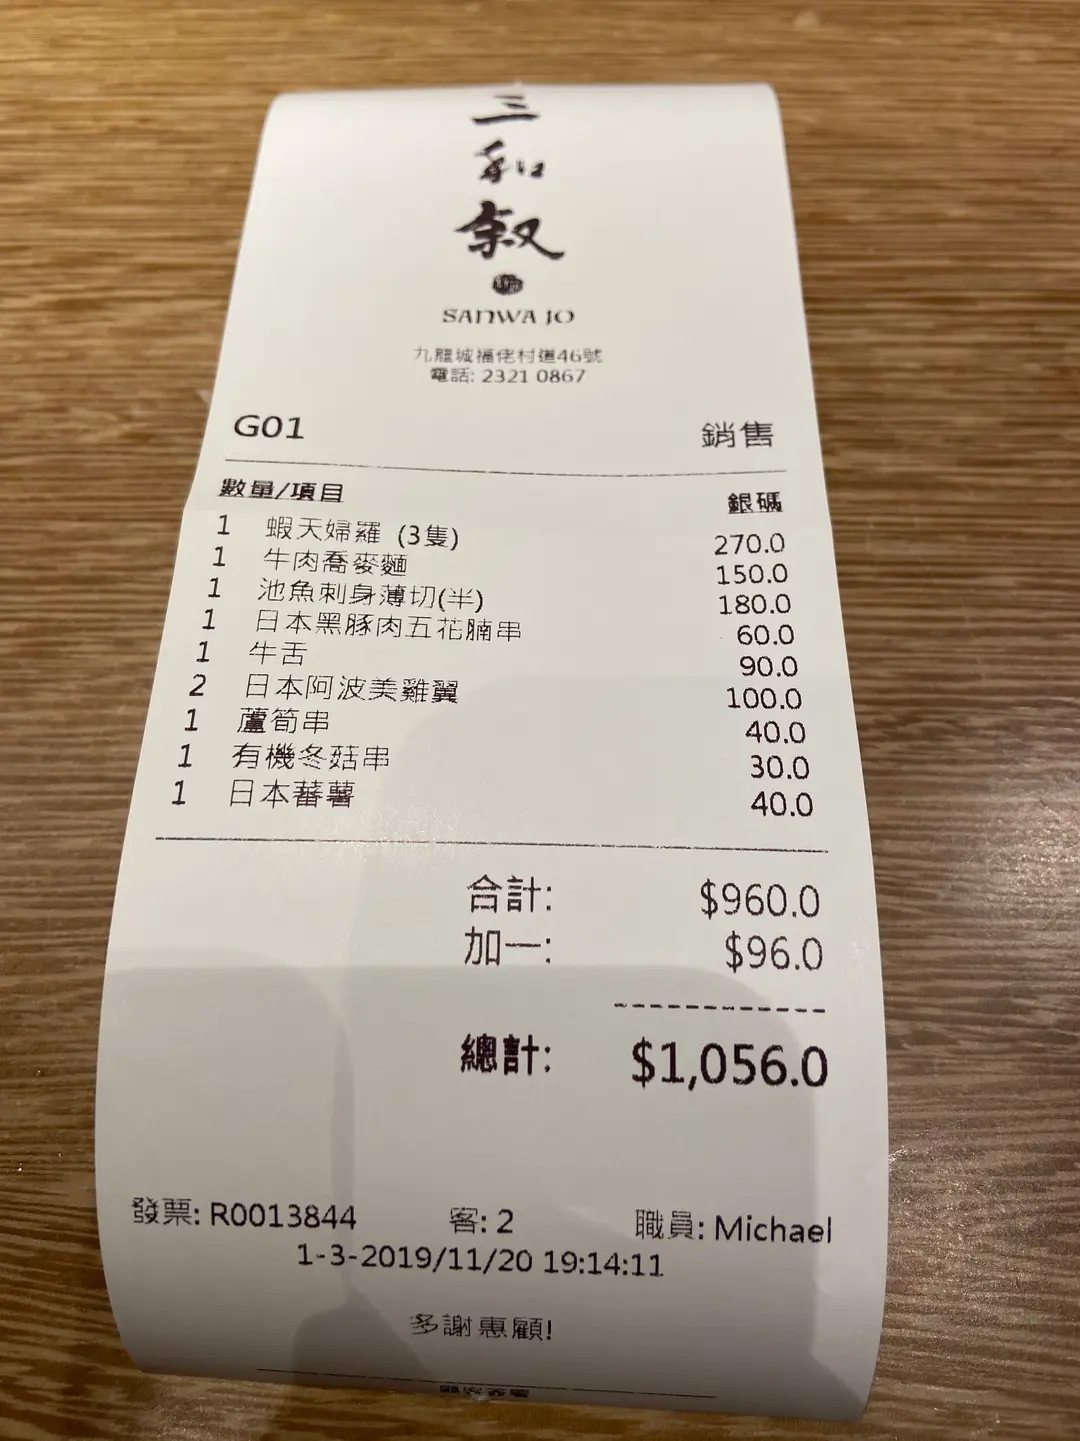 三
和
叙
SANWA JO
九龍城福佬村道46號
電話: 2321 0867
G01 銷售
數量/項目 銀碼
1 蝦天婦羅 (3隻) 270.0
1 牛肉喬麥麵 150.0
1 池魚刺身薄切(半) 180.0
1 日本黑豚肉五花腩串 60.0
1 牛舌 90.0
2 日本阿波美雞翼 100.0
1 蘆筍串 40.0
1 有機冬菇串 30.0
1 日本蕃薯 40.0
合計: $960.0
加一: $96.0
總計: $1,056.0
發票: R0013844 客: 2 職員: Michael
1-3-2019/11/20 19:14:11
多謝惠顧!